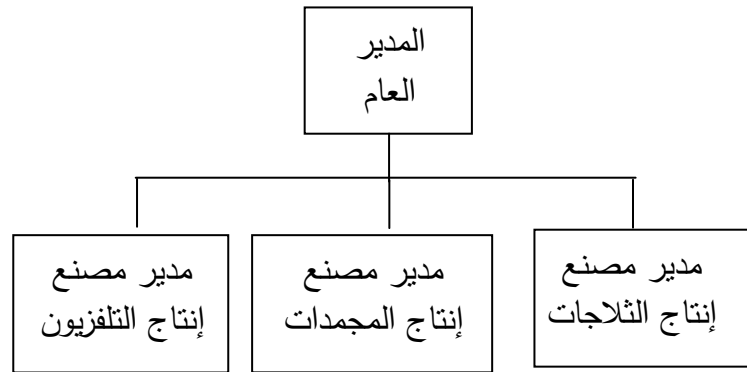 المدير
العام
مدير مصنع
إنتاج الثلاجات
مدير مصنع
إنتاج المجمدات
مدير مصنع
إنتاج التلفزيون